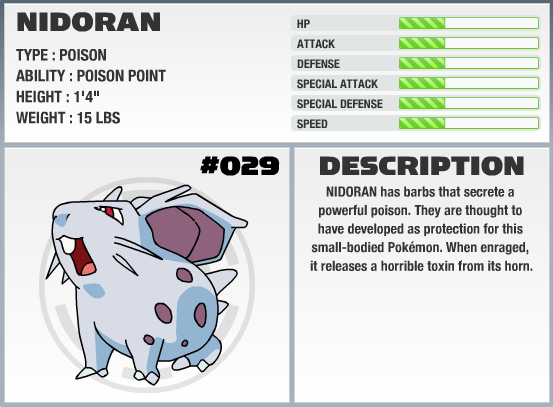 NIDORAN
TYPE : POISON
ABILITY : POISON POINT
HEIGHT : 1'4"
WEIGHT : 15 LBS
HP
ATTACK
DEFENSE
SPECIAL ATTACK
SPECIAL DEFENSE
SPEED
#029
DESCRIPTION
NIDORAN has barbs that secrete a
powerful poison. They are thought to
have developed as protection for this
small-bodied Pokémon. When enraged,
it releases a horrible toxin from its horn.